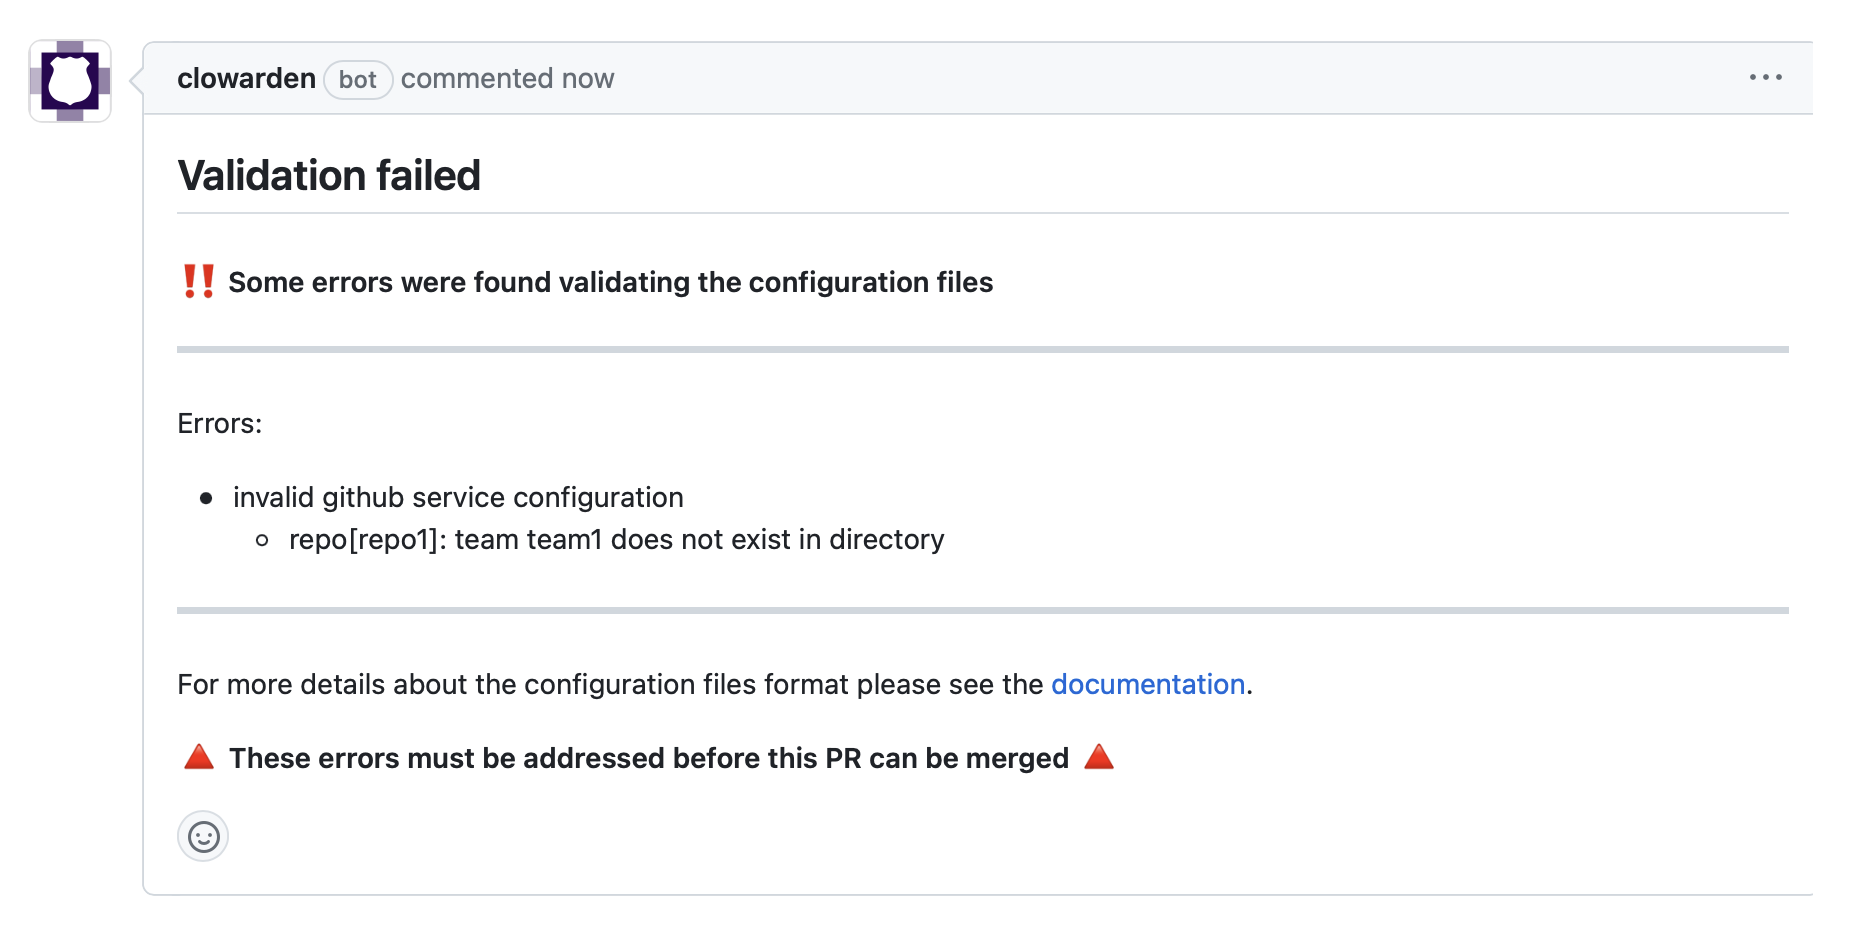 clowarden bot commented now
Validation failed
‼️ Some errors were found validating the configuration files
Errors:
• invalid github service configuration
◦ repo[repo1]: team team1 does not exist in directory
For more details about the configuration files format please see the documentation.
🔺 These errors must be addressed before this PR can be merged 🔺